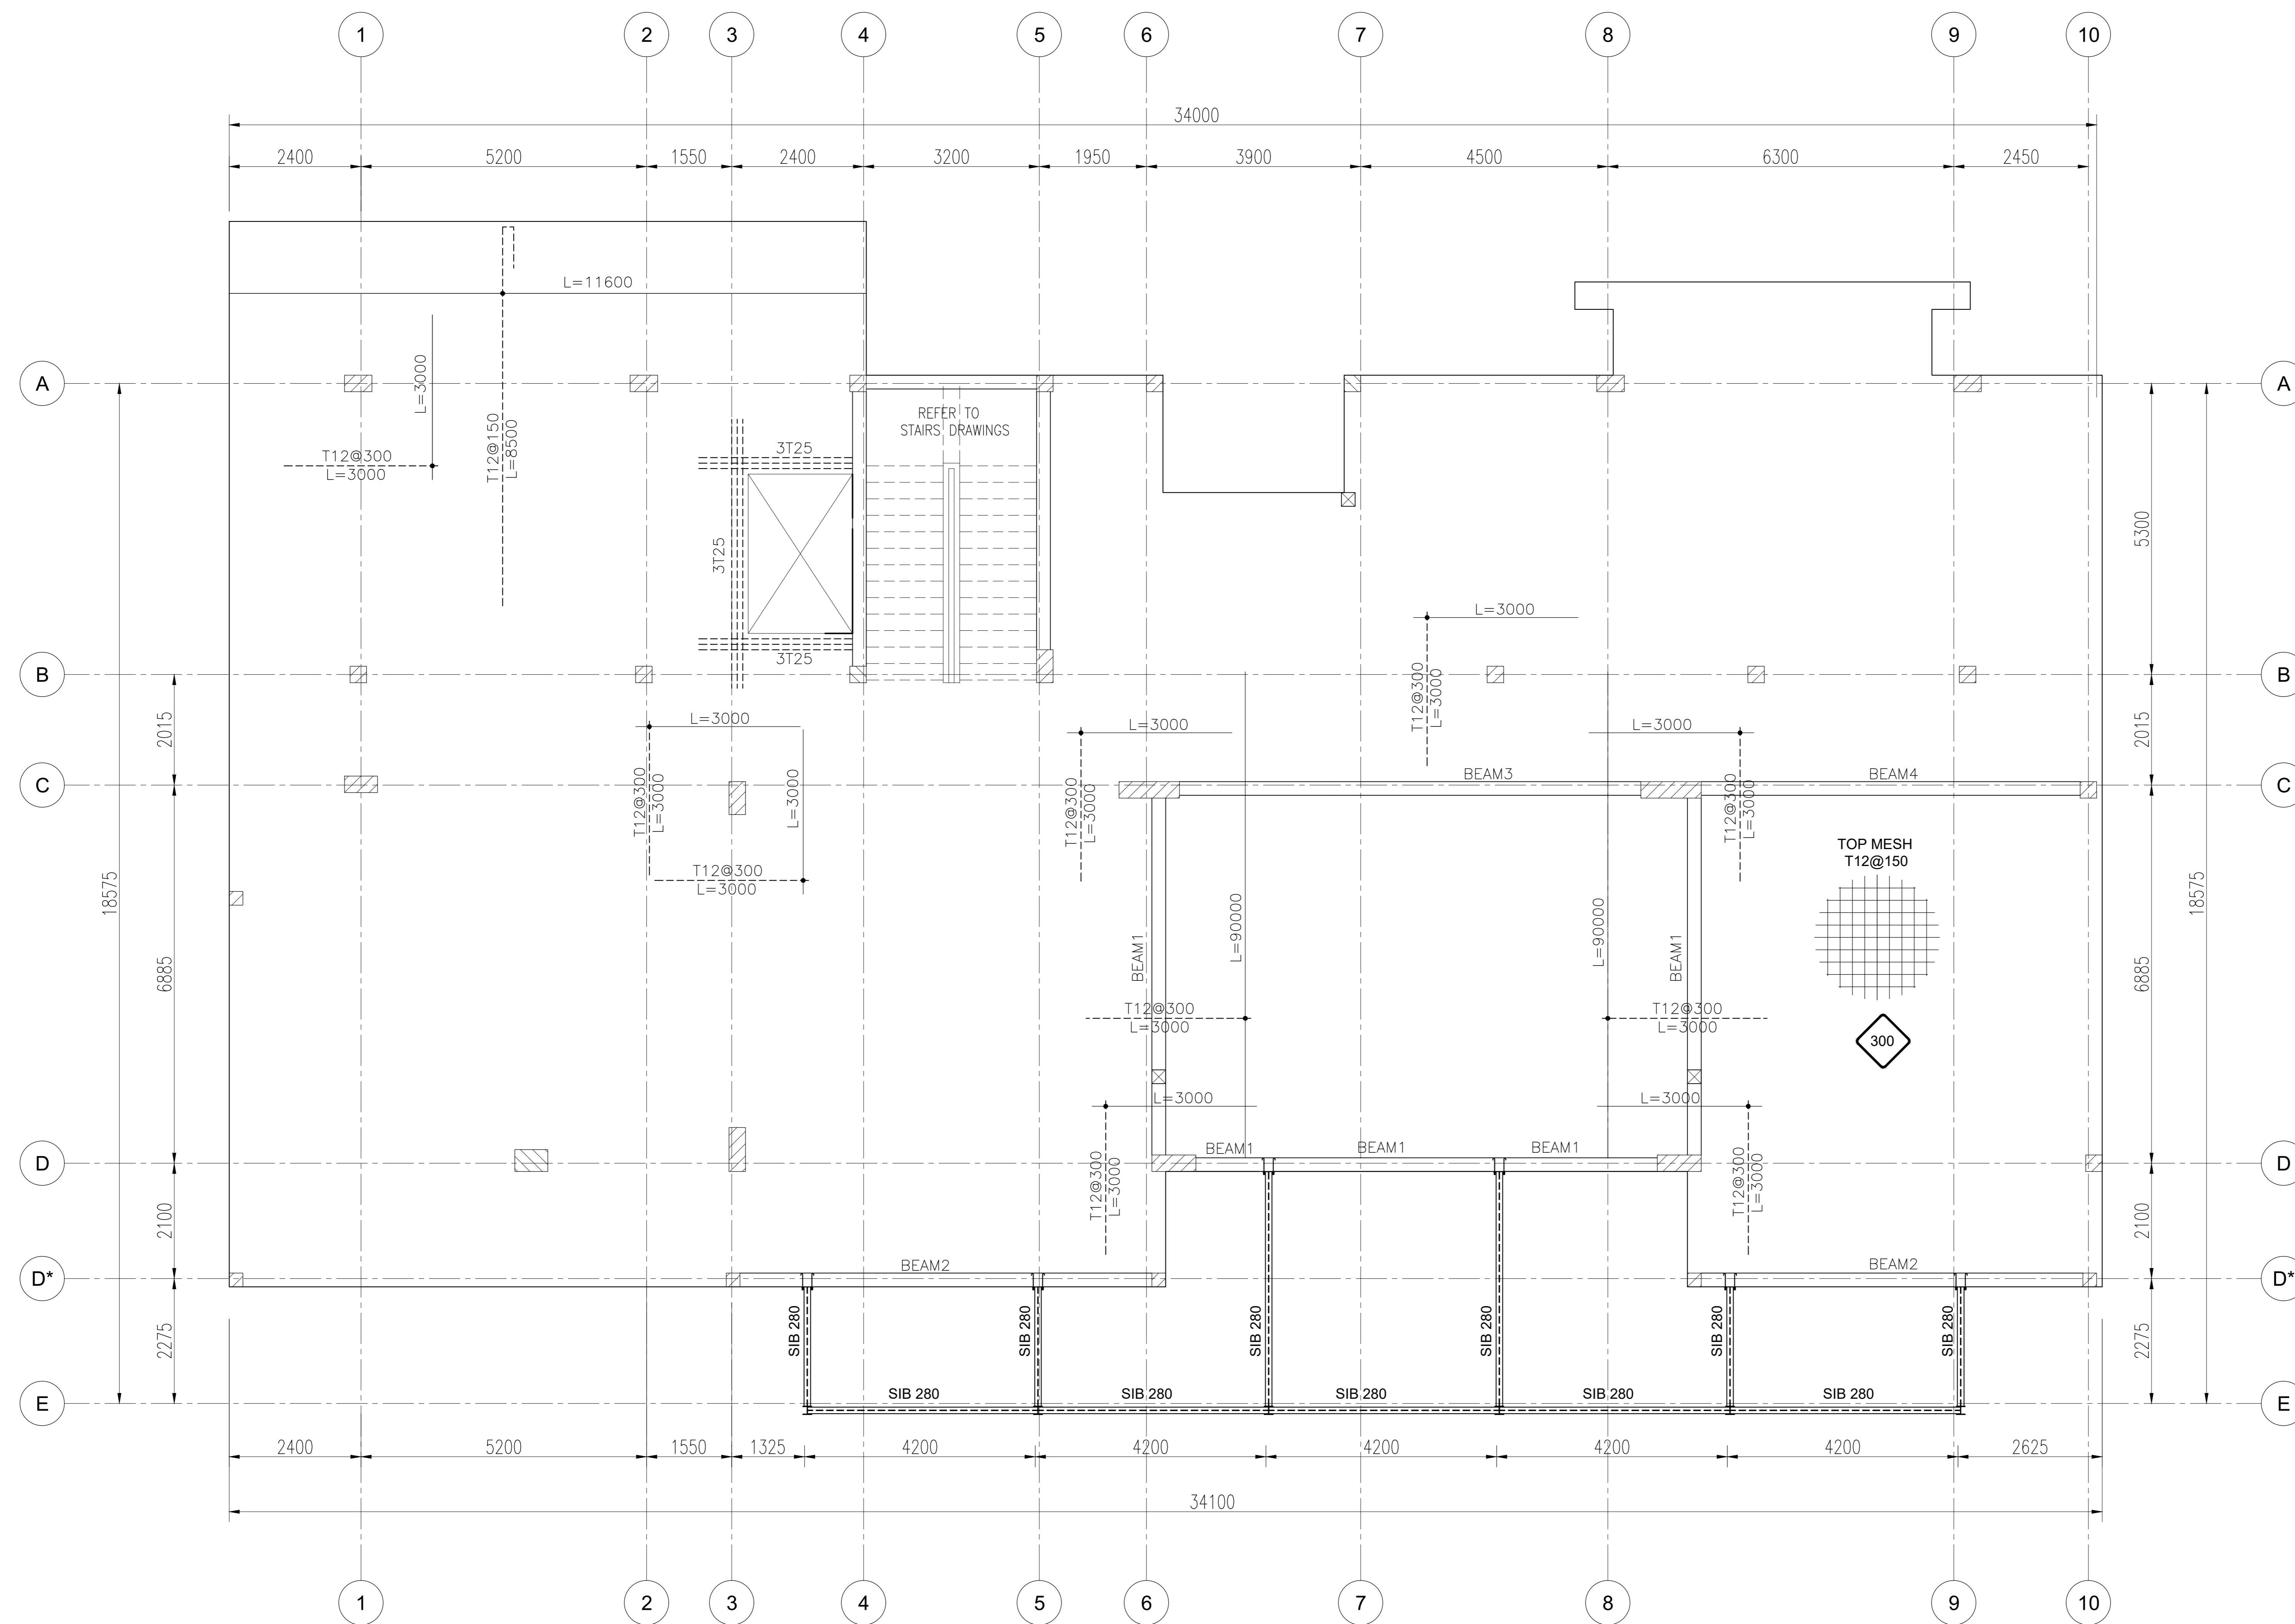 1 2 3 4 5 6 7 8 9 10
34000
2400 5200 1550 2400 3200 1950 3900 4500 6300 2450
L=11600
L=3000
T12@150
L=8500
A A
REFER TO
STAIRS DRAWINGS
T12@300
L=3000
3T25
3T25
3T25
5300
L=3000
T12@300
L=3000
B B
2015 2015
L=3000
T12@300
L=3000
L=3000
T12@300
L=3000
L=3000
T12@300
L=3000
L=3000
T12@300
L=3000
C C
BEAM3 BEAM4
TOP MESH
T12@150
18575 18575
6885 6885
BEAM1
L=90000
L=90000
BEAM1
T12@300
L=3000
T12@300
L=3000
300
L=3000
T12@300
L=3000
L=3000
T12@300
L=3000
BEAM1 BEAM1 BEAM1
D D
2100 2100
BEAM2 BEAM2
D* D*
2275 2275
SIB 280 SIB 280 SIB 280 SIB 280 SIB 280 SIB 280
SIB 280 SIB 280 SIB 280 SIB 280 SIB 280
E E
2400 5200 1550 1325 4200 4200 4200 4200 4200 2625
34100
1 2 3 4 5 6 7 8 9 10